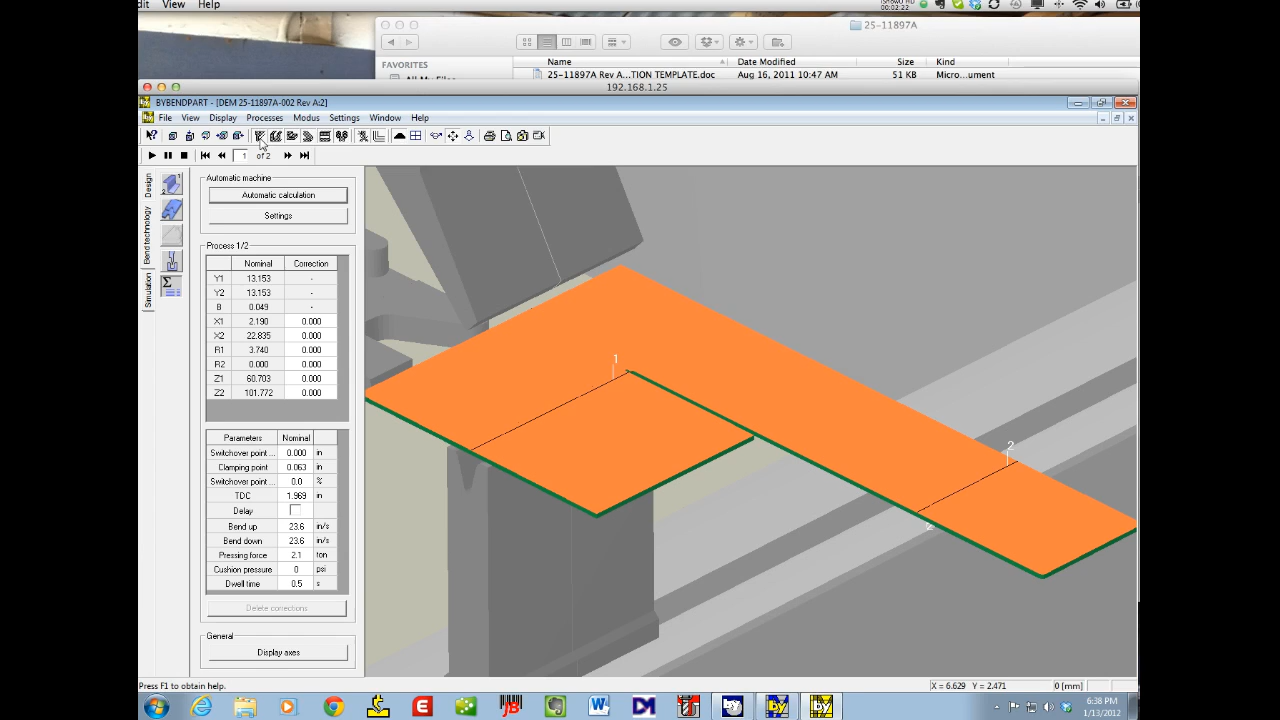 dit View Help
00:02:22
25-11897A
FAVORITES
Name Date Modified Size Kind
25-11897A Rev A...TION TEMPLATE.doc Aug 16, 2011 10:47 AM 51 KB Micro...ument
192.168.1.25
BYBENDPART - [DEM 25-11897A-002 Rev A:2]
File View Display Processes Modus Settings Window Help
1 of 2
Design
Bend technology
Simulation
Automatic machine
Automatic calculation
Settings
Process 1/2
Nominal Correction
Y1 13.153 -
Y2 13.153 -
B 0.049 -
X1 2.190 0.000
X2 22.835 0.000
R1 3.740 0.000
R2 0.000 0.000
Z1 60.703 0.000
Z2 101.772 0.000
Parameters Nominal
Switchover point ... 0.000 in
Clamping point 0.063 in
Switchover point ... 0.0 %
TDC 1.969 in
Delay
Bend up 23.6 in/s
Bend down 23.6 in/s
Pressing force 2.1 ton
Cushion pressure 0 psi
Dwell time 0.5 s
Delete corrections
General
Display axes
1
2
2
Press F1 to obtain help.
X = 6.629 Y = 2.471 0 [mm]
6:38 PM
1/13/2012